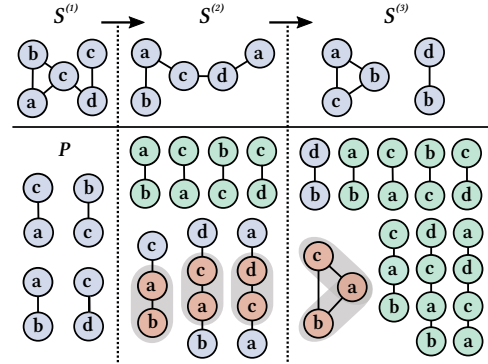 S(1) S(2) S(3)
b c a a a d
c c d b
a d b c b
P a c b c d a c b c
c b b a c d b b a c d
c d a c c a
a c a c d c a d
a c a d b b c c
b d b b a b a